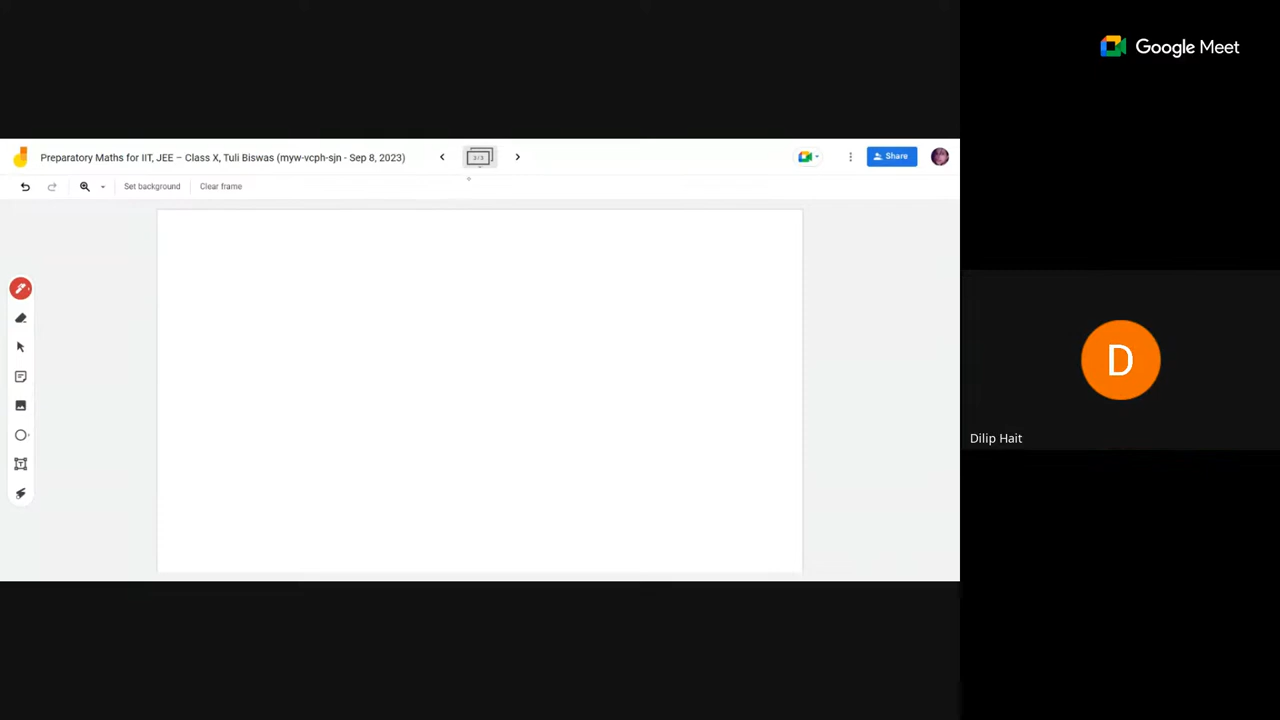 Google Meet
Preparatory Maths for IIT, JEE – Class X, Tuli Biswas (myw-vcph-sjn - Sep 8, 2023)
Share
Set background
Clear frame
D
Dilip Hait